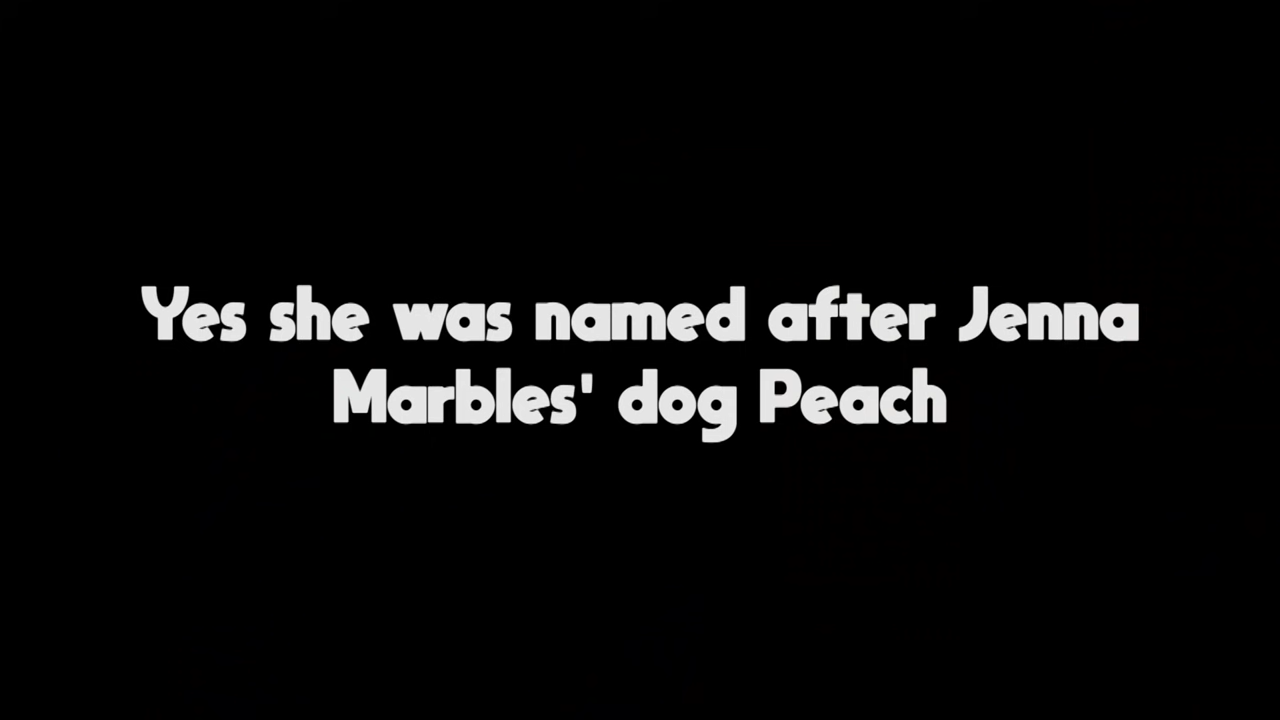 Yes she was named after Jenna
Marbles' dog Peach